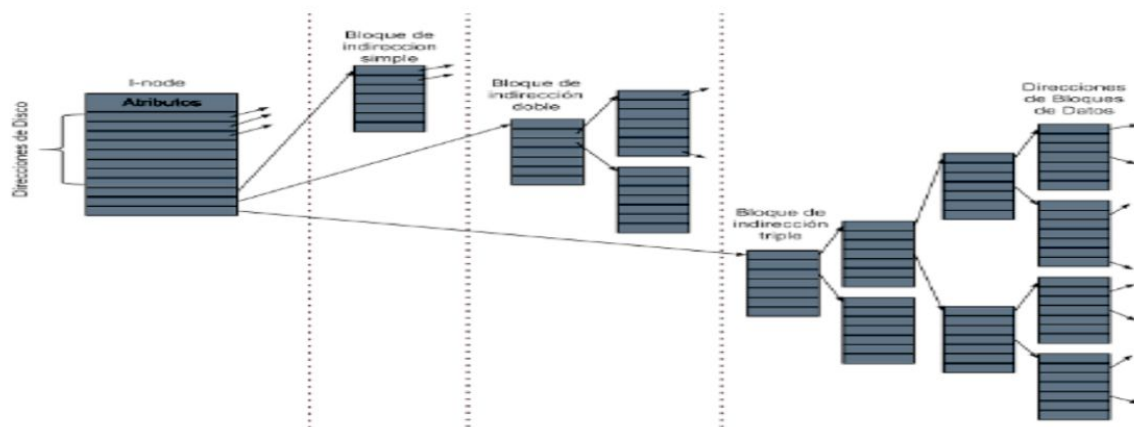 I-node
Atributos
Direcciones de Disco
Bloque de
indireccion
simple
Bloque de
indirección
doble
Bloque de
indirección
triple
Direcciones
de Bloques
de Datos